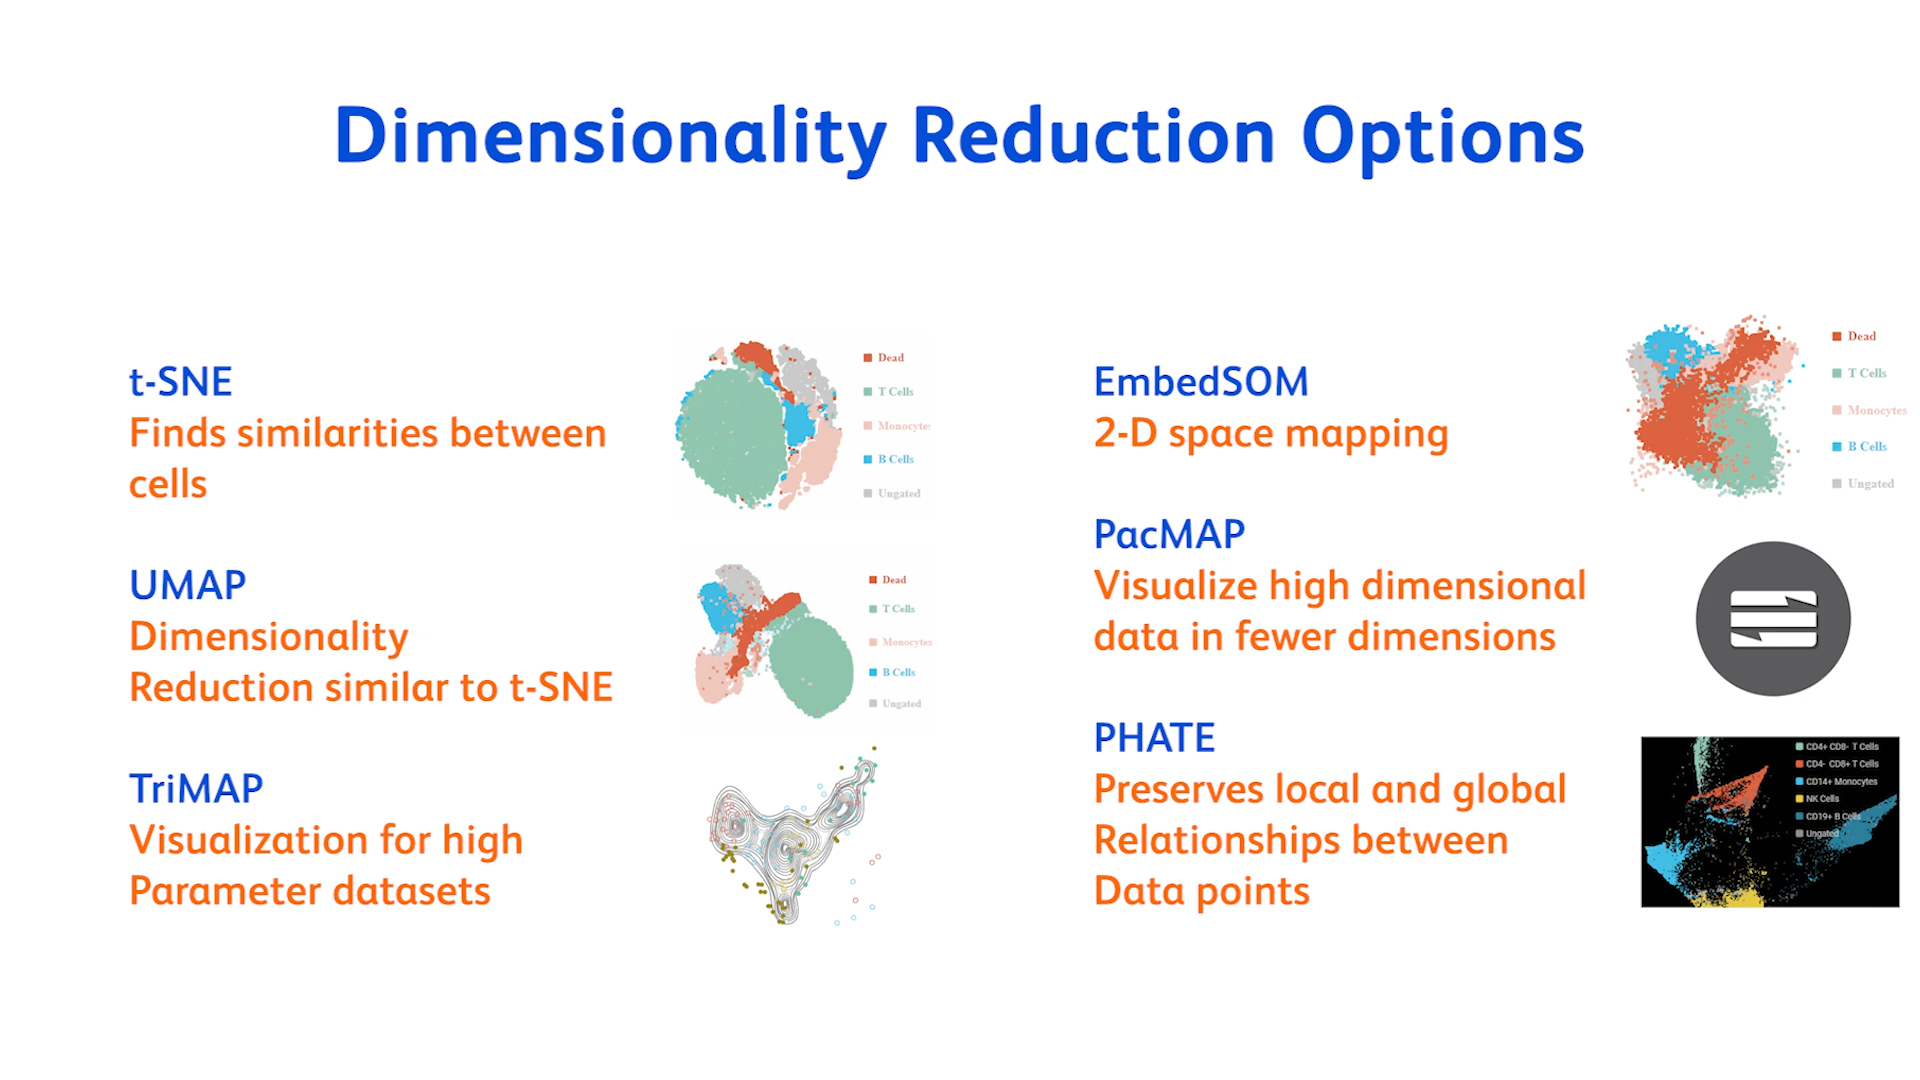 Dimensionality Reduction Options
t-SNE
Finds similarities between
cells
Dead
T Cells
Monocytes
B Cells
Ungated
UMAP
Dimensionality
Reduction similar to t-SNE
Dead
T Cells
Monocytes
B Cells
Ungated
TriMAP
Visualization for high
Parameter datasets
EmbedSOM
2-D space mapping
Dead
T Cells
Monocytes
B Cells
Ungated
PacMAP
Visualize high dimensional
data in fewer dimensions
PHATE
Preserves local and global
Relationships between
Data points
CD4+ CD8- T Cells
CD4- CD8+ T Cells
CD14+ Monocytes
NK Cells
CD19+ B Cells
Ungated